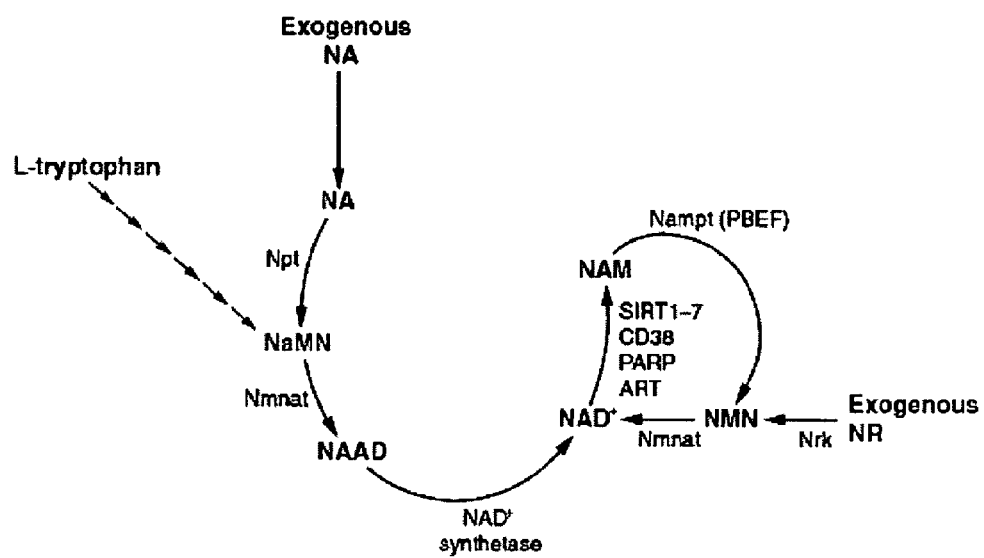 Exogenous
NA
L-tryptophan
NA
Npt
NaMN
Nmnat
NAAD
NAD⁺
synthetase
Nampt (PBEF)
NAM
SIRT1–7
CD38
PARP
ART
NAD⁺
Nmnat
NMN
Nrk
Exogenous
NR